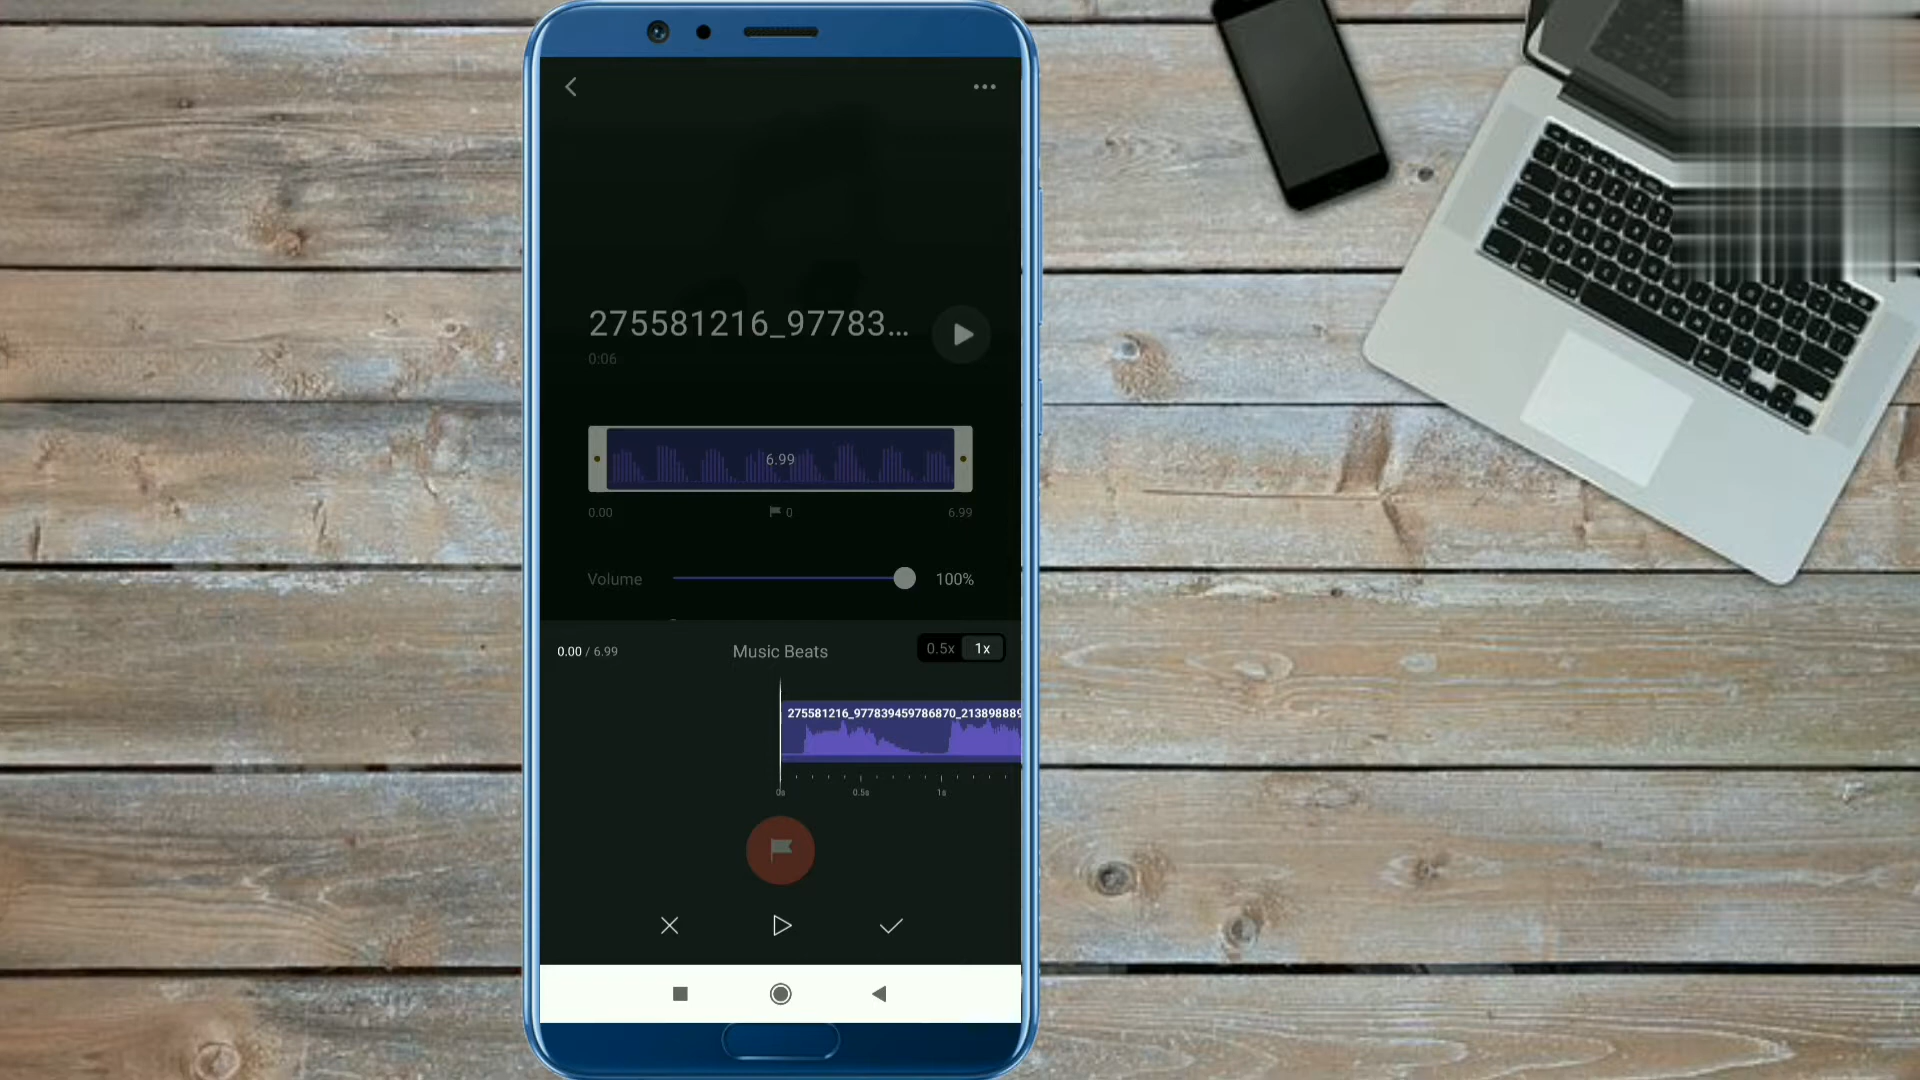 275581216_97783...
0:06
6.99
0.00
0
6.99
Volume
100%
0.00 / 6.99
Music Beats
0.5x
1x
275581216_977839459786870_213898889
0s
0.5s
1s